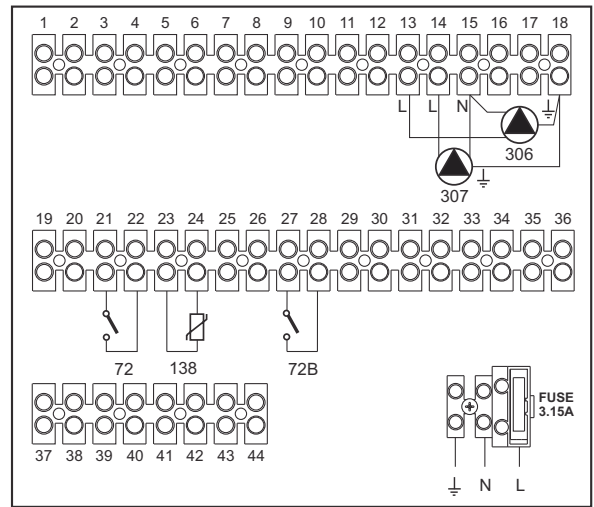 1 2 3 4 5 6 7 8 9 10 11 12 13 14 15 16 17 18
L L N
306
307
19 20 21 22 23 24 25 26 27 28 29 30 31 32 33 34 35 36
72 138 72B
FUSE
3.15A
37 38 39 40 41 42 43 44
N L